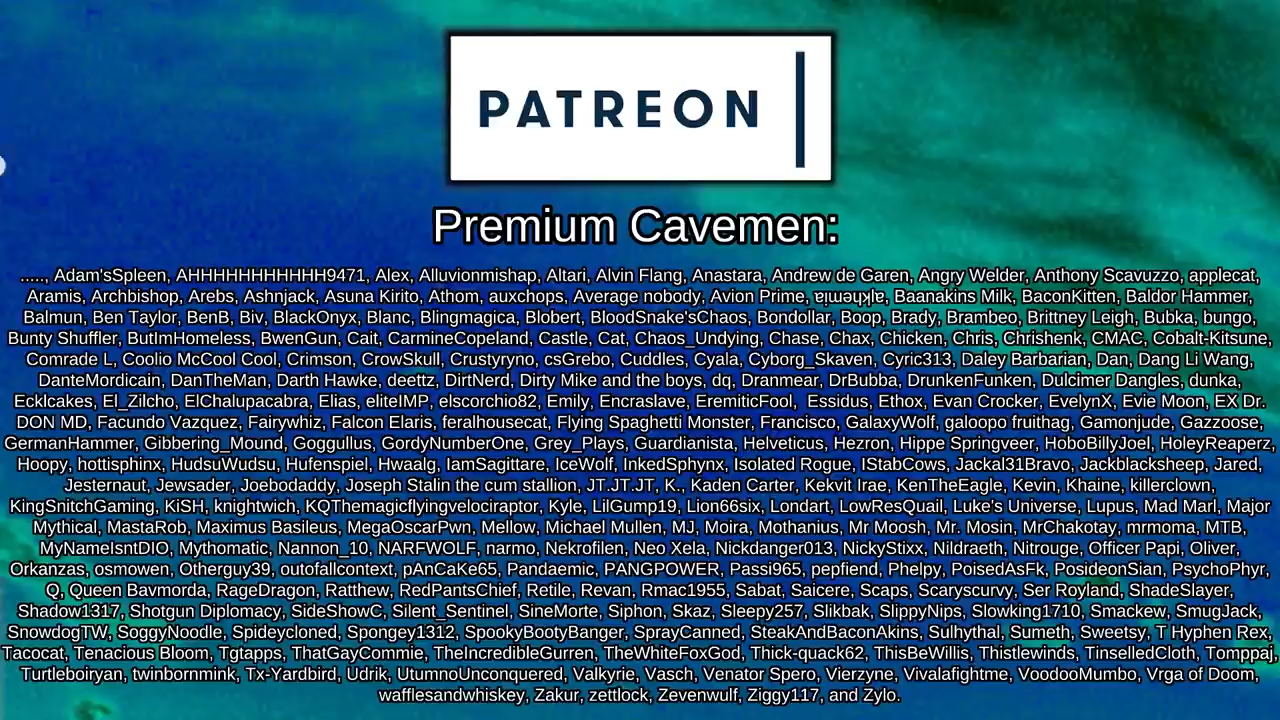 PATREON
Premium Cavemen:
....., Adam'sSpleen, AHHHHHHHHHHH9471, Alex, Alluvionmishap, Altari, Alvin Flang, Anastara, Andrew de Garen, Angry Welder, Anthony Scavuzzo, applecat,
Aramis, Archbishop, Arebs, Ashnjack, Asuna Kirito, Athom, auxchops, Average nobody, Avion Prime, ɐɯǝɥʞlɐ, Baanakins Milk, BaconKitten, Baldor Hammer,
Balmun, Ben Taylor, BenB, Biv, BlackOnyx, Blanc, Blingmagica, Blobert, BloodSnake'sChaos, Bondollar, Boop, Brady, Brambeo, Brittney Leigh, Bubka, bungo,
Bunty Shuffler, ButImHomeless, BwenGun, Cait, CarmineCopeland, Castle, Cat, Chaos_Undying, Chase, Chax, Chicken, Chris, Chrishenk, CMAC, Cobalt-Kitsune,
Comrade L, Coolio McCool Cool, Crimson, CrowSkull, Crustyryno, csGrebo, Cuddles, Cyala, Cyborg_Skaven, Cyric313, Daley Barbarian, Dan, Dang Li Wang,
DanteMordicain, DanTheMan, Darth Hawke, deettz, DirtNerd, Dirty Mike and the boys, dq, Dranmear, DrBubba, DrunkenFunken, Dulcimer Dangles, dunka,
Ecklcakes, El_Zilcho, ElChalupacabra, Elias, eliteIMP, elscorchio82, Emily, Encraslave, EremiticFool, Essidus, Ethox, Evan Crocker, EvelynX, Evie Moon, EX Dr.
DON MD, Facundo Vazquez, Fairywhiz, Falcon Elaris, feralhousecat, Flying Spaghetti Monster, Francisco, GalaxyWolf, galoopo fruithag, Gamonjude, Gazzoose,
GermanHammer, Gibbering_Mound, Goggullus, GordyNumberOne, Grey_Plays, Guardianista, Helveticus, Hezron, Hippe Springveer, HoboBillyJoel, HoleyReaperz,
Hoopy, hottisphinx, HudsuWudsu, Hufenspiel, Hwaalg, IamSagittare, IceWolf, InkedSphynx, Isolated Rogue, IStabCows, Jackal31Bravo, Jackblacksheep, Jared,
Jesternaut, Jewsader, Joebodaddy, Joseph Stalin the cum stallion, JT.JT.JT, K., Kaden Carter, Kekvit Irae, KenTheEagle, Kevin, Khaine, killerclown,
KingSnitchGaming, KiSH, knightwich, KQThemagicflyingvelociraptor, Kyle, LilGump19, Lion66six, Londart, LowResQuail, Luke's Universe, Lupus, Mad Marl, Major
Mythical, MastaRob, Maximus Basileus, MegaOscarPwn, Mellow, Michael Mullen, MJ, Moira, Mothanius, Mr Moosh, Mr. Mosin, MrChakotay, mrmoma, MTB,
MyNameIsntDIO, Mythomatic, Nannon_10, NARFWOLF, narmo, Nekrofilen, Neo Xela, Nickdanger013, NickyStixx, Nildraeth, Nitrouge, Officer Papi, Oliver,
Orkanzas, osmowen, Otherguy39, outofallcontext, pAnCaKe65, Pandaemic, PANGPOWER, Passi965, pepfiend, Phelpy, PoisedAsFk, PosideonSian, PsychoPhyr,
Q, Queen Bavmorda, RageDragon, Ratthew, RedPantsChief, Retile, Revan, Rmac1955, Sabat, Saicere, Scaps, Scaryscurvy, Ser Royland, ShadeSlayer,
Shadow1317, Shotgun Diplomacy, SideShowC, Silent_Sentinel, SineMorte, Siphon, Skaz, Sleepy257, Slikbak, SlippyNips, Slowking1710, Smackew, SmugJack,
SnowdogTW, SoggyNoodle, Spideycloned, Spongey1312, SpookyBootyBanger, SprayCanned, SteakAndBaconAkins, Sulhythal, Sumeth, Sweetsy, T Hyphen Rex,
Tacocat, Tenacious Bloom, Tgtapps, ThatGayCommie, TheIncredibleGurren, TheWhiteFoxGod, Thick-quack62, ThisBeWillis, Thistlewinds, TinselledCloth, Tomppaj,
Turtleboiryan, twinbornmink, Tx-Yardbird, Udrik, UtumnoUnconquered, Valkyrie, Vasch, Venator Spero, Vierzyne, Vivalafightme, VoodooMumbo, Vrga of Doom,
wafflesandwhiskey, Zakur, zettlock, Zevenwulf, Ziggy117, and Zylo.